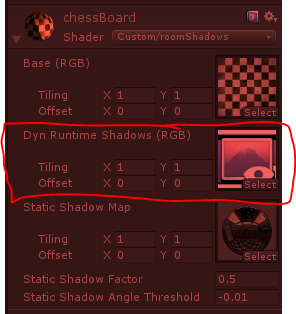 chessBoard
Shader Custom/roomShadows
Base (RGB)
Tiling X 1 Y 1
Offset X 0 Y 0
Select
Dyn Runtime Shadows (RGB)
Tiling X 1 Y 1
Offset X 0 Y 0
Select
Static Shadow Map
Tiling X 1 Y 1
Offset X 0 Y 0
Select
Static Shadow Factor 0.5
Static Shadow Angle Threshold -0.01